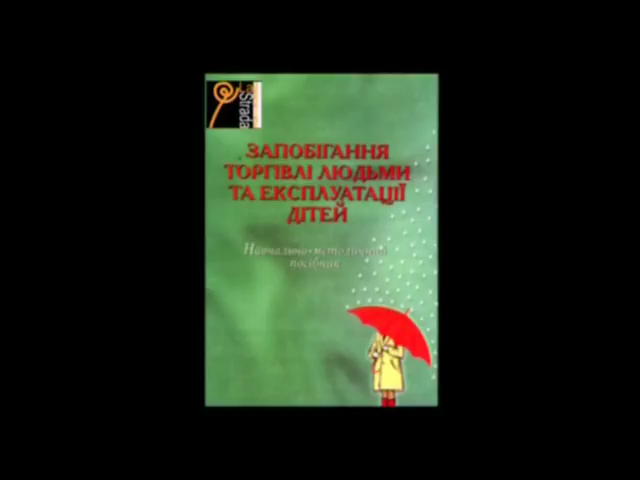 Strada
ЗАПОБІГАННЯ
ТОРГІВЛІ ЛЮДЬМИ
ТА ЕКСПЛУАТАЦІЇ
ДІТЕЙ
Навчально-методичний
посібник